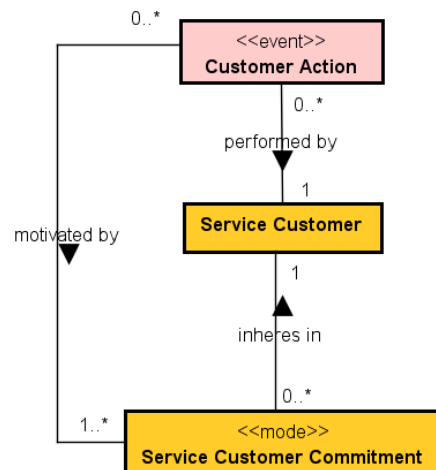 0..*
<<event>>
Customer Action
0..*
performed by
1
Service Customer
motivated by
1
inheres in
0..*
1..*
<<mode>>
Service Customer Commitment